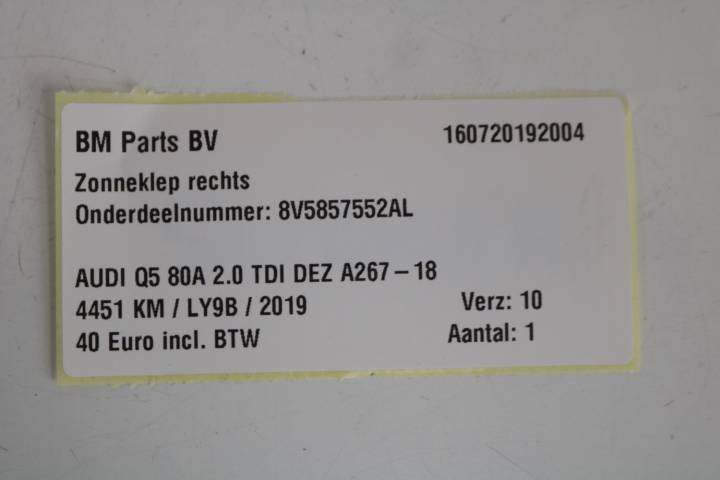 BM Parts BV 160720192004
Zonneklep rechts
Onderdeelnummer: 8V5857552AL
AUDI Q5 80A 2.0 TDI DEZ A267 – 18
4451 KM / LY9B / 2019 Verz: 10
40 Euro incl. BTW Aantal: 1